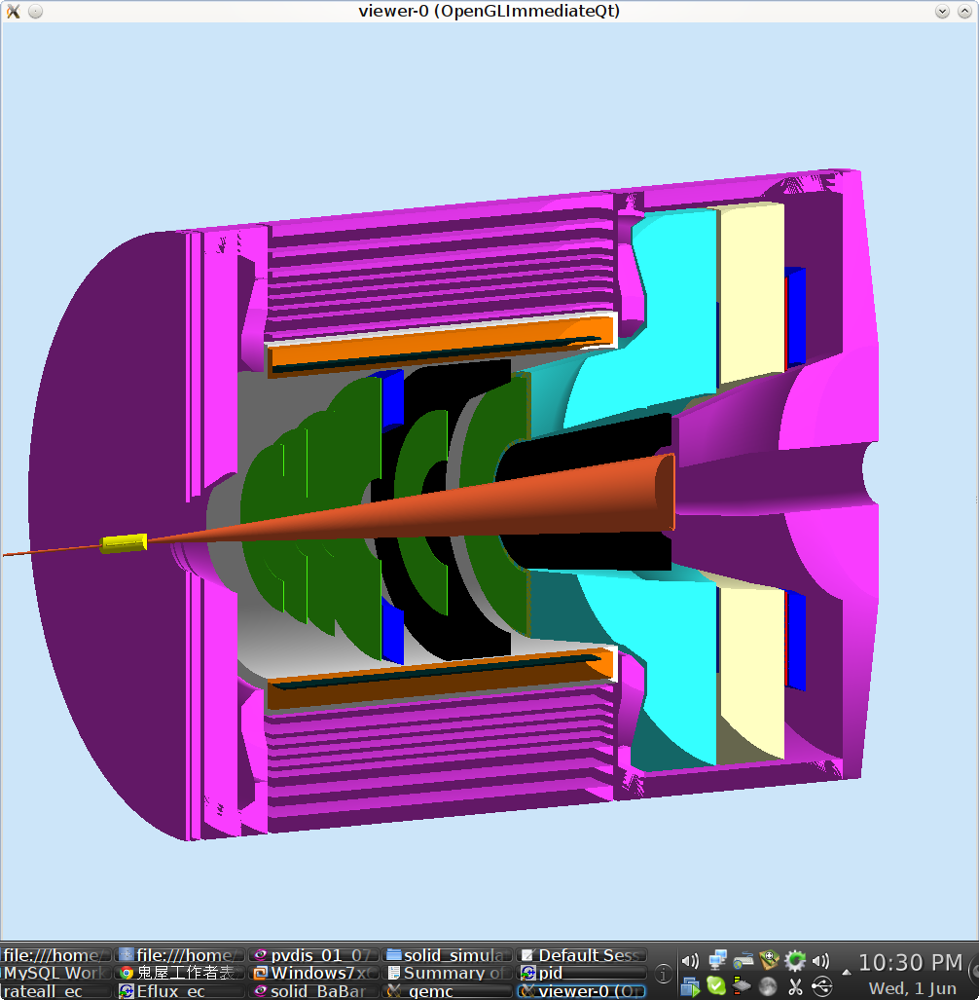 viewer-0 (OpenGLImmediateQt)
file:///home/ file:///home/ pvdis_01_07 solid_simula Default Sess
MySQL Work 鬼屋工作者表 Windows7x Summary of pid
rateall_ec Eflux_ec solid_BaBar gemc viewer-0 (Op
10:30 PM
Wed, 1 Jun